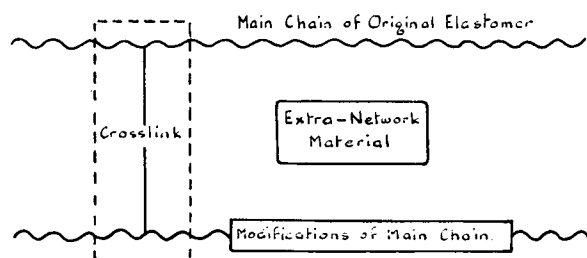 Main Chain of Original Elastomer
Crosslink
Extra-Network
Material
Modifications of Main Chain.